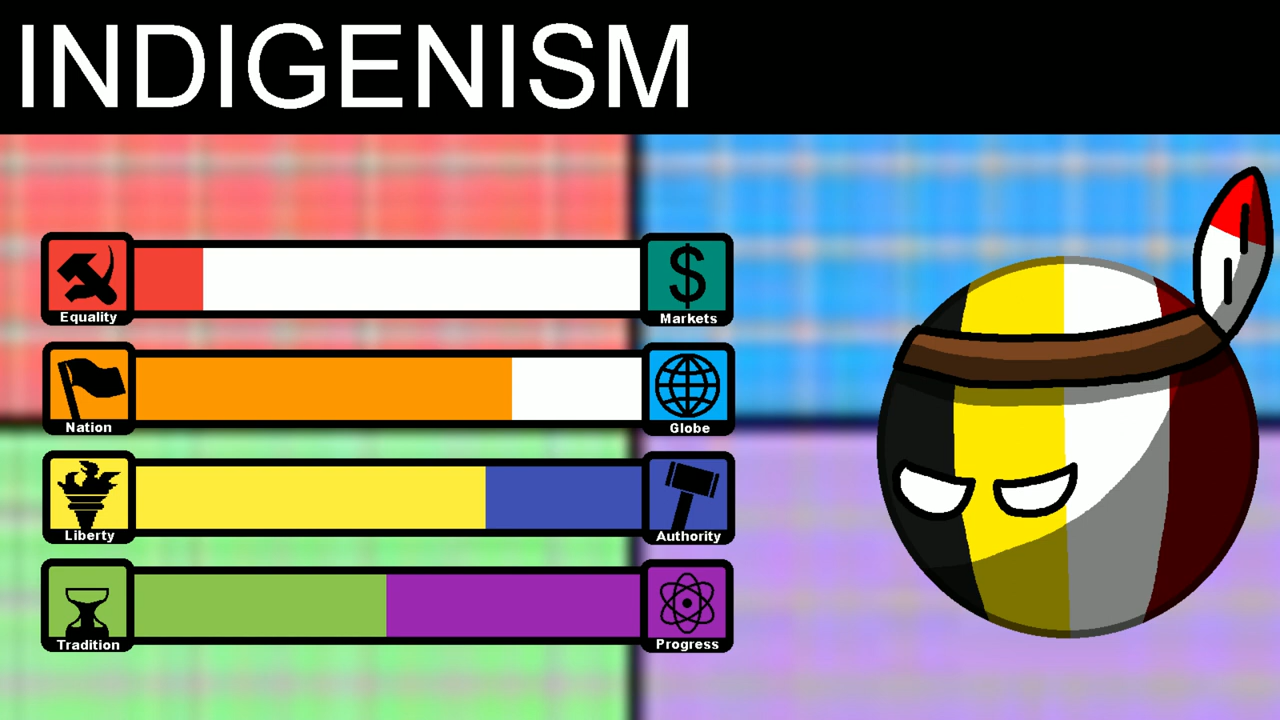 INDIGENISM
Equality
$
Markets
Nation
Globe
Liberty
Authority
Tradition
Progress